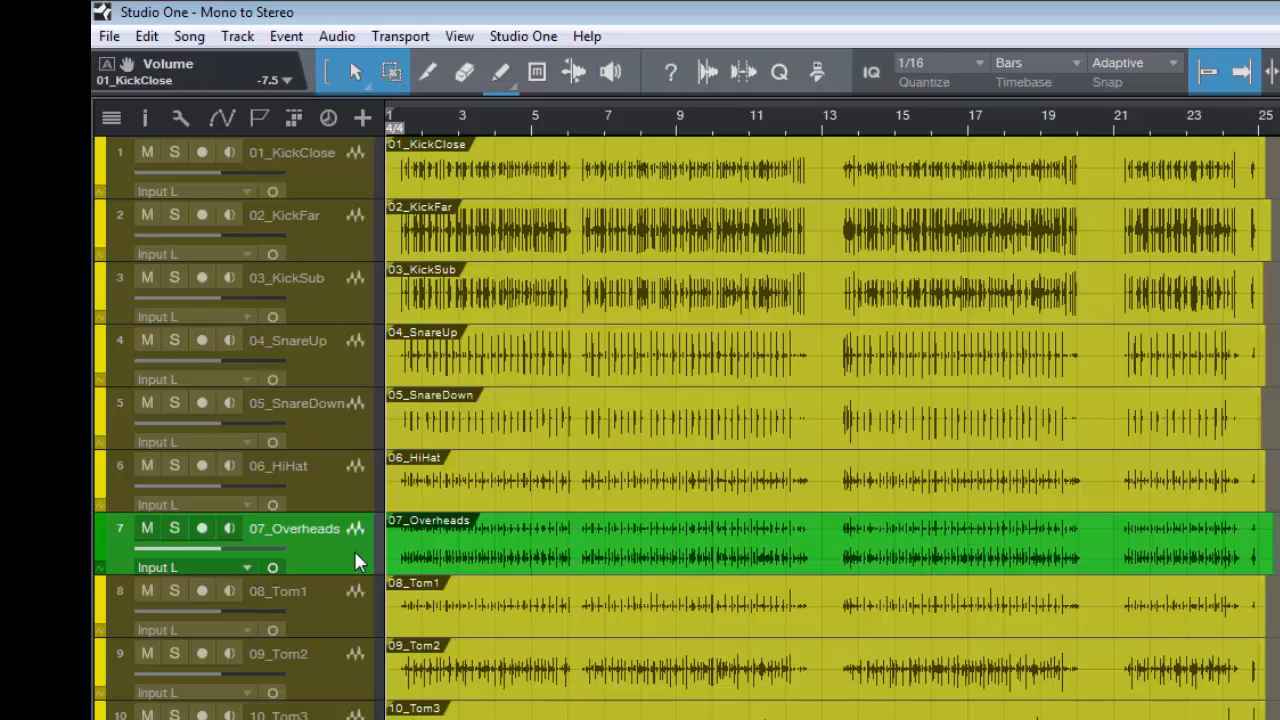 Studio One - Mono to Stereo
File Edit Song Track Event Audio Transport View Studio One Help
A Volume
01_KickClose -7.5
IQ 1/16 Bars Adaptive
Quantize Timebase Snap
1 3 5 7 9 11 13 15 17 19 21 23 25
4/4
1 M S 01_KickClose 01_KickClose
Input L
2 M S 02_KickFar 02_KickFar
Input L
3 M S 03_KickSub 03_KickSub
Input L
4 M S 04_SnareUp 04_SnareUp
Input L
5 M S 05_SnareDown 05_SnareDown
Input L
6 M S 06_HiHat 06_HiHat
Input L
7 M S 07_Overheads 07_Overheads
Input L
8 M S 08_Tom1 08_Tom1
Input L
9 M S 09_Tom2 09_Tom2
Input L
10 M S 10_Tom3 10_Tom3